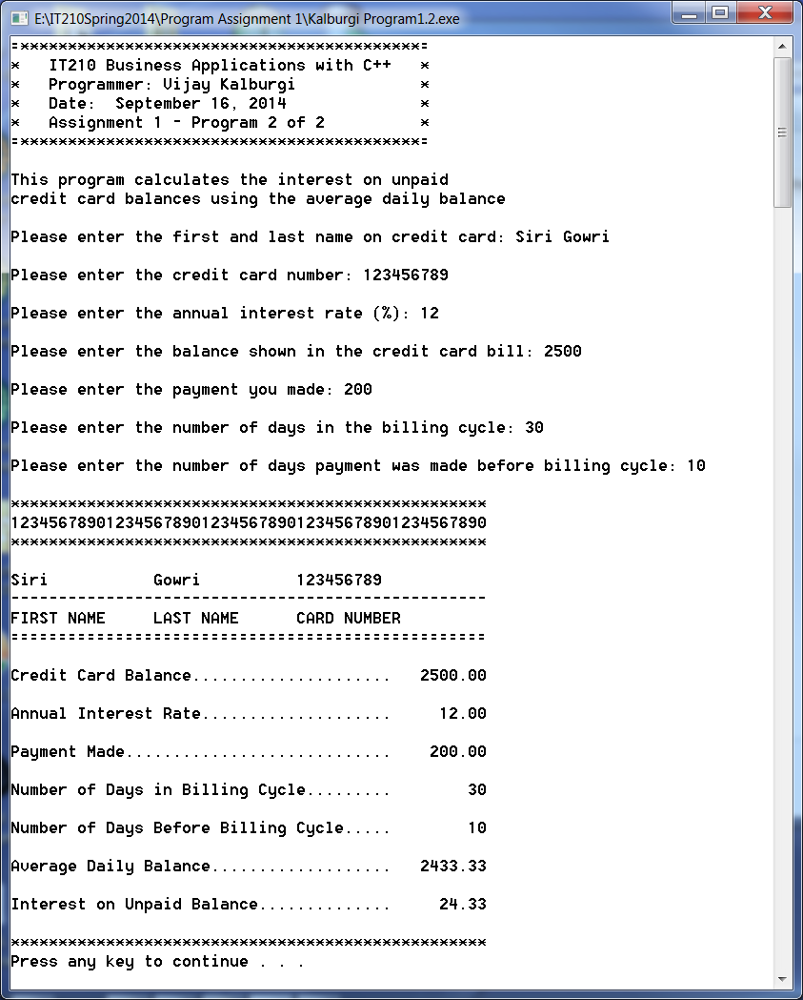 E:\IT210Spring2014\Program Assignment 1\Kalburgi Program1.2.exe
=******************************************=
*   IT210 Business Applications with C++   *
*   Programmer: Vijay Kalburgi             *
*   Date:  September 16, 2014              *
*   Assignment 1 - Program 2 of 2          *
=******************************************=
This program calculates the interest on unpaid
credit card balances using the average daily balance
Please enter the first and last name on credit card: Siri Gowri
Please enter the credit card number: 123456789
Please enter the annual interest rate (%): 12
Please enter the balance shown in the credit card bill: 2500
Please enter the payment you made: 200
Please enter the number of days in the billing cycle: 30
Please enter the number of days payment was made before billing cycle: 10
**************************************************
12345678901234567890123456789012345678901234567890
**************************************************
Siri           Gowri          123456789
--------------------------------------------------
FIRST NAME     LAST NAME      CARD NUMBER
==================================================
Credit Card Balance.....................   2500.00
Annual Interest Rate....................     12.00
Payment Made............................    200.00
Number of Days in Billing Cycle.........        30
Number of Days Before Billing Cycle.....        10
Average Daily Balance...................   2433.33
Interest on Unpaid Balance..............     24.33
**************************************************
Press any key to continue . . .